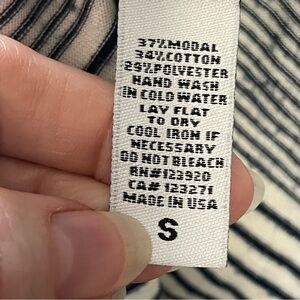 37%MODAL
34%COTTON
29%POLYESTER
HAND WASH
IN COLD WATER
LAY FLAT
TO DRY
COOL IRON IF
NECESSARY
DO NOT BLEACH
RN#123920
CA# 123271
MADE IN USA
S